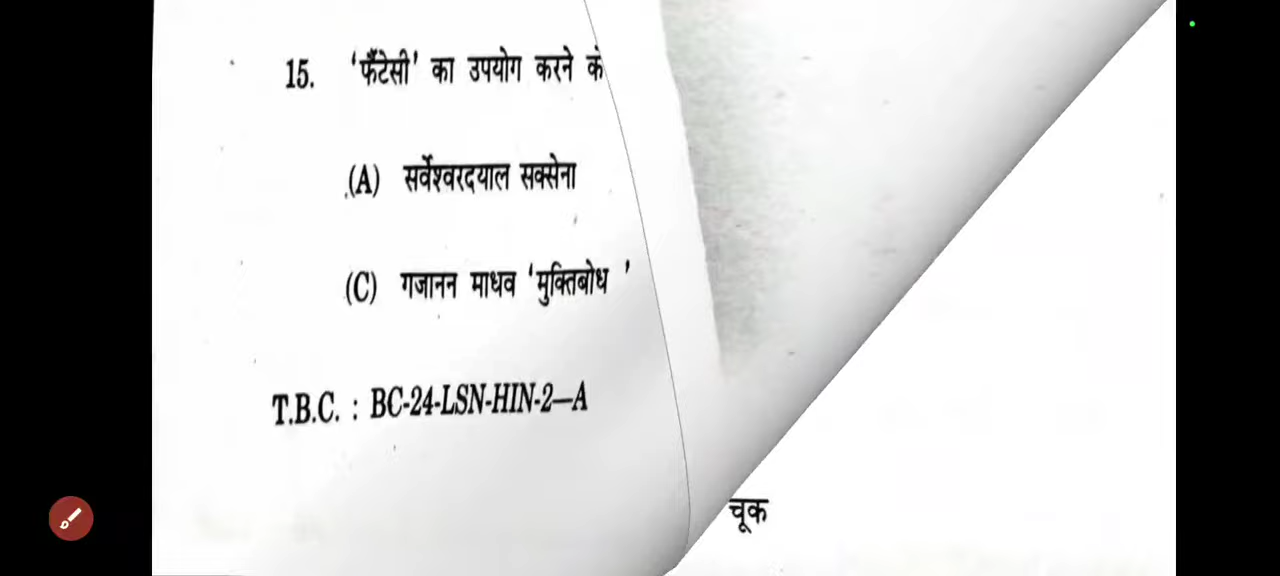 15. 'फैंटेसी' का उपयोग करने के
(A) सर्वेश्वरदयाल सक्सेना
(C) गजानन माधव 'मुक्तिबोध '
T.B.C. : BC-24-LSN-HIN-2—A
चूक